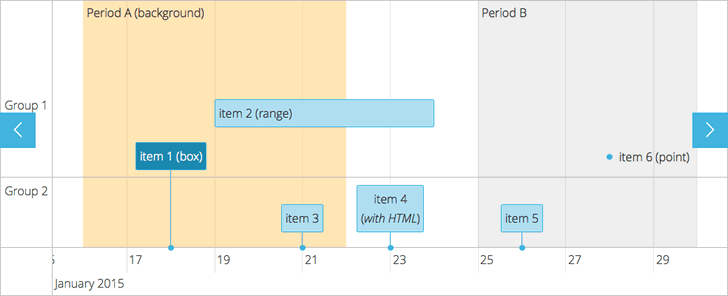 Period A (background)
Period B
Group 1
item 2 (range)
item 1 (box)
item 6 (point)
Group 2
item 3
item 4
(with HTML)
item 5
17
19
21
23
25
27
29
January 2015